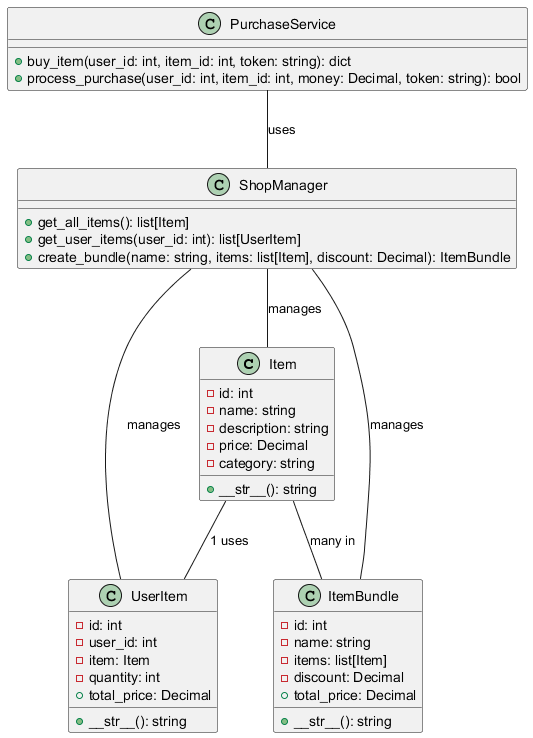 C PurchaseService
buy_item(user_id: int, item_id: int, token: string): dict
process_purchase(user_id: int, item_id: int, money: Decimal, token: string): bool
uses
C ShopManager
get_all_items(): list[Item]
get_user_items(user_id: int): list[UserItem]
create_bundle(name: string, items: list[Item], discount: Decimal): ItemBundle
manages
C Item
id: int
name: string
description: string
price: Decimal
category: string
__str__(): string
manages
manages
1 uses
many in
C UserItem
id: int
user_id: int
item: Item
quantity: int
total_price: Decimal
__str__(): string
C ItemBundle
id: int
name: string
items: list[Item]
discount: Decimal
total_price: Decimal
__str__(): string